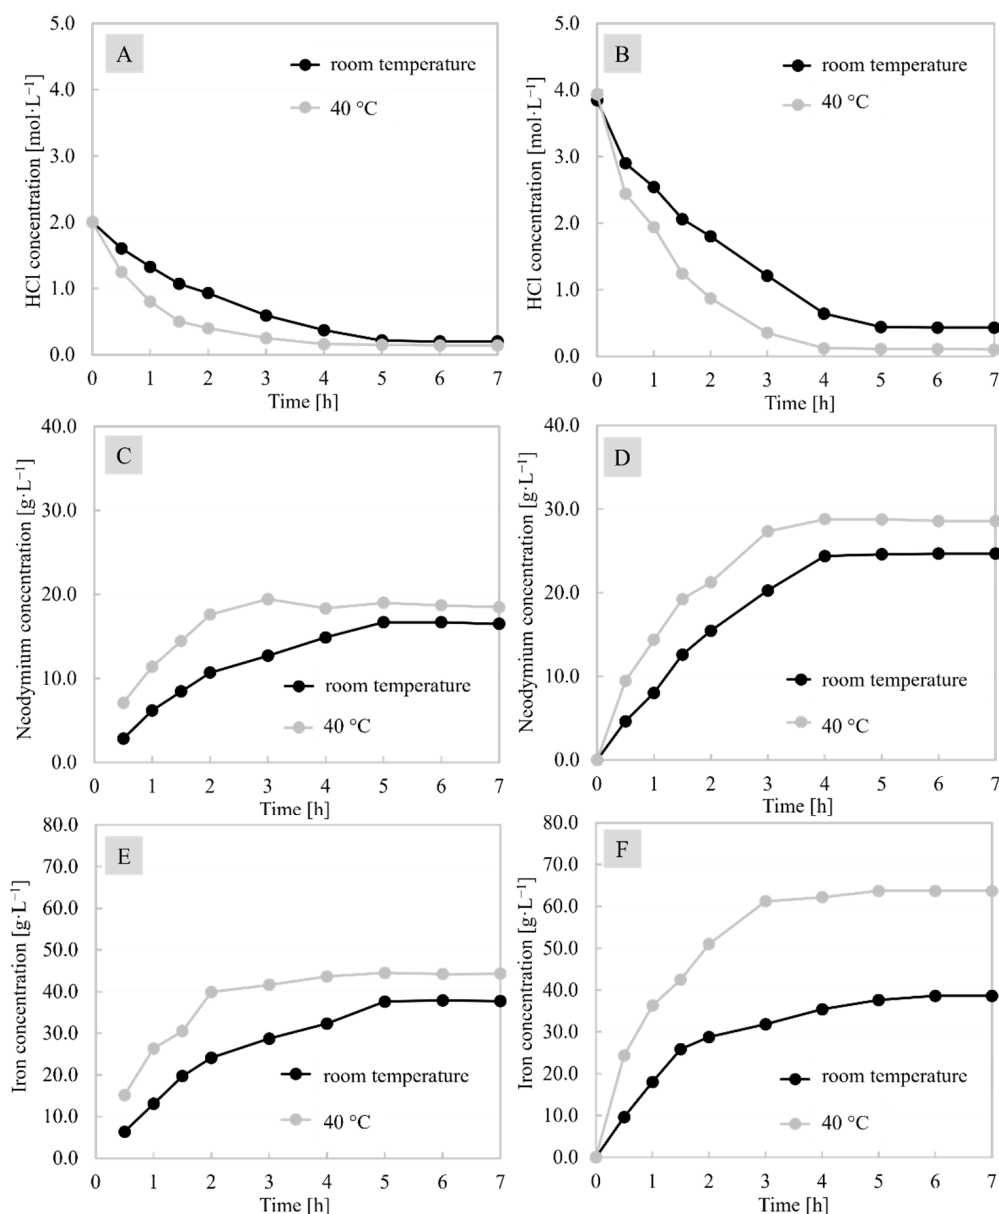 A
room temperature
40 °C
HCl concentration [mol·L⁻¹]
5.0
4.0
3.0
2.0
1.0
0.0
0 1 2 3 4 5 6 7
Time [h]
B
room temperature
40 °C
HCl concentration [mol·L⁻¹]
5.0
4.0
3.0
2.0
1.0
0.0
0 1 2 3 4 5 6 7
Time [h]
C
room temperature
40 °C
Neodymium concentration [g·L⁻¹]
40.0
30.0
20.0
10.0
0.0
0 1 2 3 4 5 6 7
Time [h]
D
room temperature
40 °C
Neodymium concentration [g·L⁻¹]
40.0
30.0
20.0
10.0
0.0
0 1 2 3 4 5 6 7
Time [h]
E
room temperature
40 °C
Iron concentration [g·L⁻¹]
80.0
70.0
60.0
50.0
40.0
30.0
20.0
10.0
0.0
0 1 2 3 4 5 6 7
Time [h]
F
room temperature
40 °C
Iron concentration [g·L⁻¹]
80.0
70.0
60.0
50.0
40.0
30.0
20.0
10.0
0.0
0 1 2 3 4 5 6 7
Time [h]